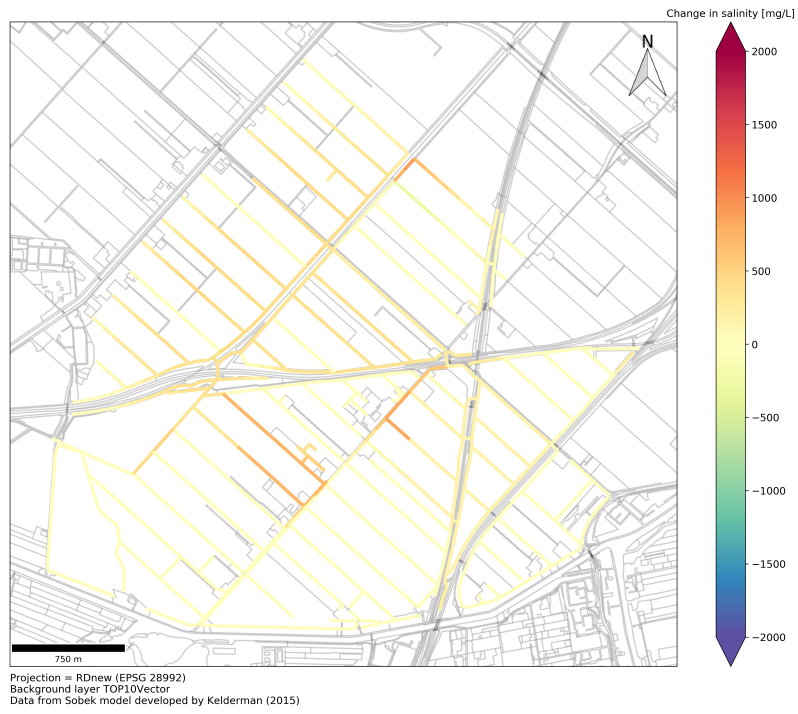 Change in salinity [mg/L]
N
2000
1500
1000
500
0
−500
−1000
−1500
−2000
750 m
Projection = RDnew (EPSG 28992)
Background layer TOP10Vector
Data from Sobek model developed by Kelderman (2015)